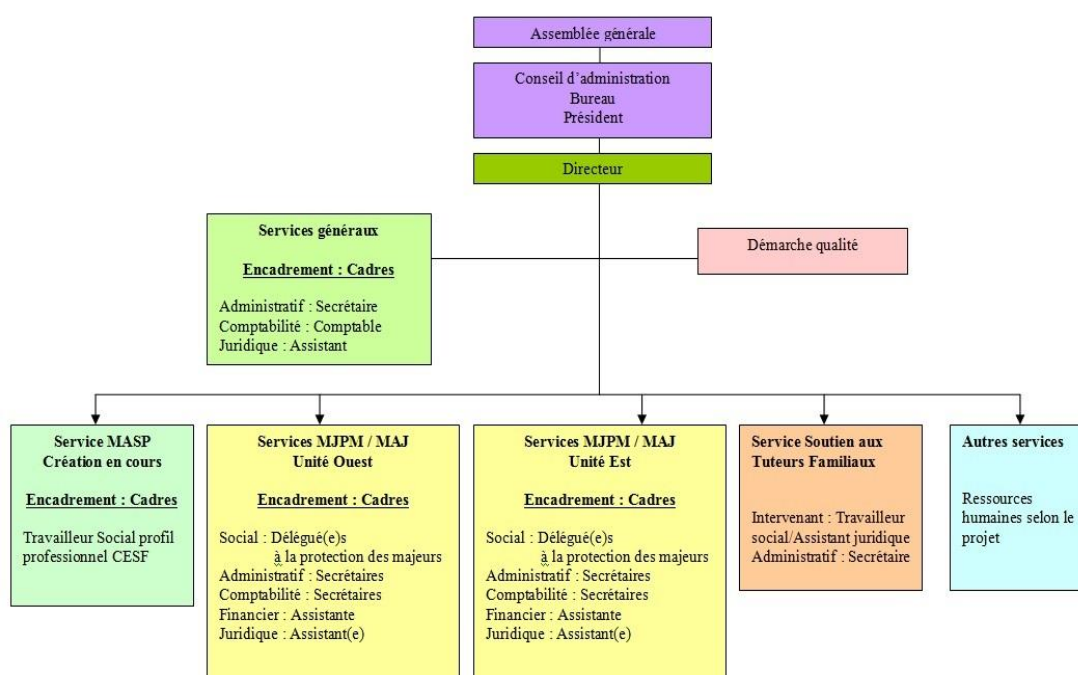 Assemblée générale
Conseil d’administration
Bureau
Président
Directeur
Services généraux
Encadrement : Cadres
Administratif : Secrétaire
Comptabilité : Comptable
Juridique : Assistant
Démarche qualité
Service MASP
Création en cours
Encadrement : Cadres
Travailleur Social profil
professionnel CESF
Services MJPM / MAJ
Unité Ouest
Encadrement : Cadres
Social : Délégué(e)s
à la protection des majeurs
Administratif : Secrétaires
Comptabilité : Secrétaires
Financier : Assistante
Juridique : Assistant(e)
Services MJPM / MAJ
Unité Est
Encadrement : Cadres
Social : Délégué(e)s
à la protection des majeurs
Administratif : Secrétaires
Comptabilité : Secrétaires
Financier : Assistante
Juridique : Assistant(e)
Service Soutien aux
Tuteurs Familiaux
Intervenant : Travailleur
social/Assistant juridique
Administratif : Secrétaire
Autres services
Ressources
humaines selon le
projet